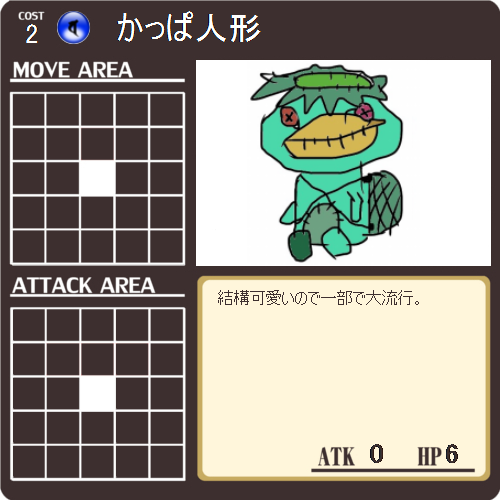 COST
2
かっぱ人形
MOVE AREA
ATTACK AREA
結構可愛いので一部で大流行。
ATK 0 HP 6